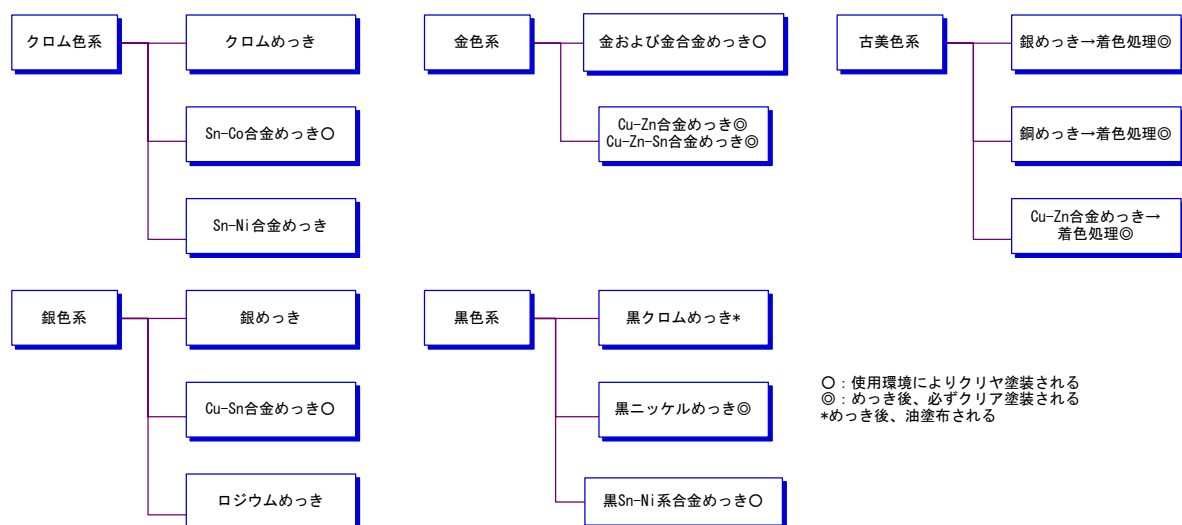 クロム色系
クロムめっき
Sn-Co合金めっき○
Sn-Ni合金めっき
金色系
金および金合金めっき○
Cu-Zn合金めっき◎
Cu-Zn-Sn合金めっき◎
古美色系
銀めっき→着色処理◎
銅めっき→着色処理◎
Cu-Zn合金めっき→
着色処理◎
銀色系
銀めっき
Cu-Sn合金めっき○
ロジウムめっき
黒色系
黒クロムめっき*
黒ニッケルめっき◎
黒Sn-Ni系合金めっき○
○：使用環境によりクリヤ塗装される
◎：めっき後、必ずクリア塗装される
*めっき後、油塗布される